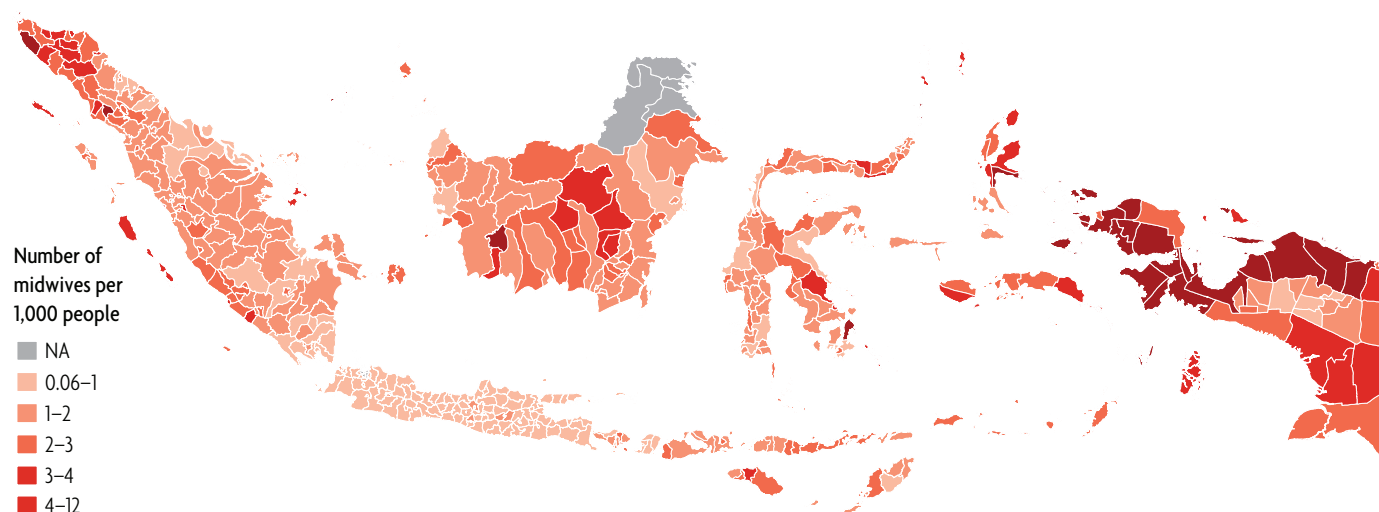 Number of
midwives per
1,000 people
NA
0.06–1
1–2
2–3
3–4
4–12